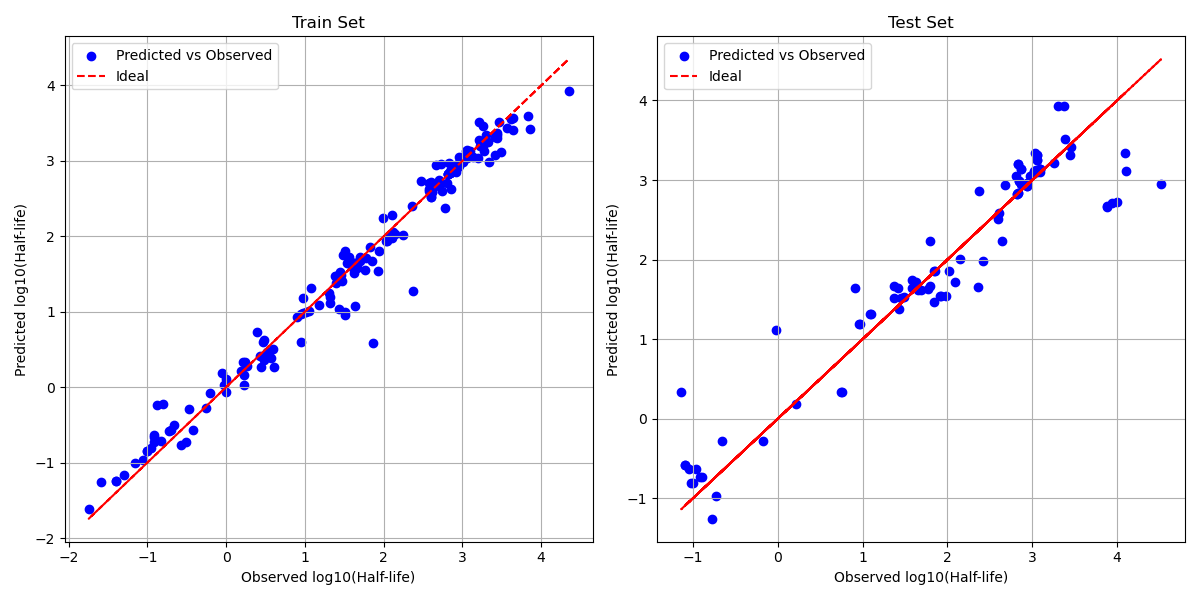 Train Set
Predicted vs Observed
Ideal
4
3
2
1
0
−1
−2
Predicted log10(Half-life)
−2 −1 0 1 2 3 4
Observed log10(Half-life)
Test Set
Predicted vs Observed
Ideal
4
3
2
1
0
−1
Predicted log10(Half-life)
−1 0 1 2 3 4
Observed log10(Half-life)